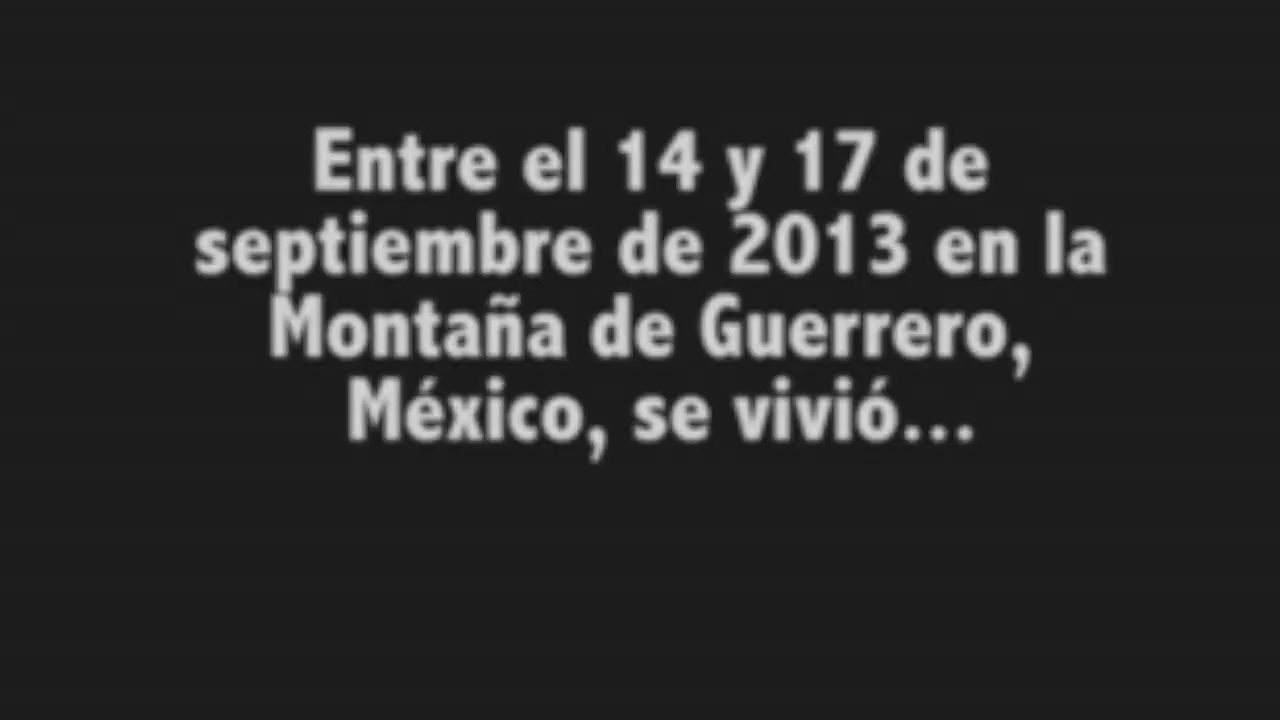 Entre el 14 y 17 de
septiembre de 2013 en la
Montaña de Guerrero,
México, se vivió...